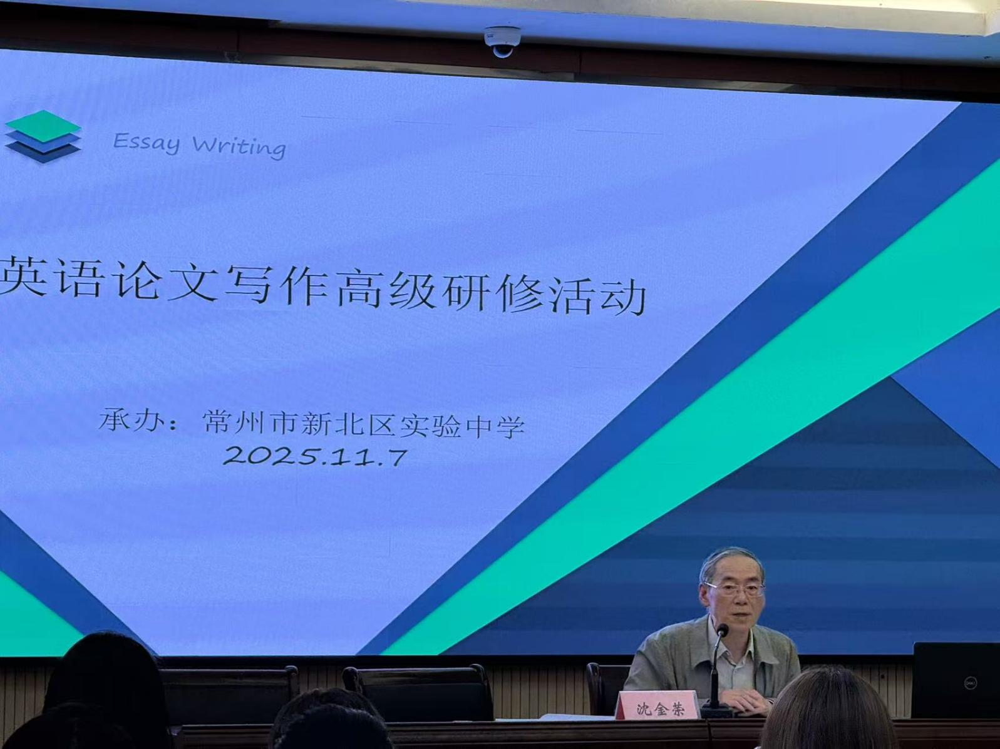 Essay Writing
英语论文写作高级研修活动
承办：常州市新北区实验中学
2025.11.7
沈金荣
DELL